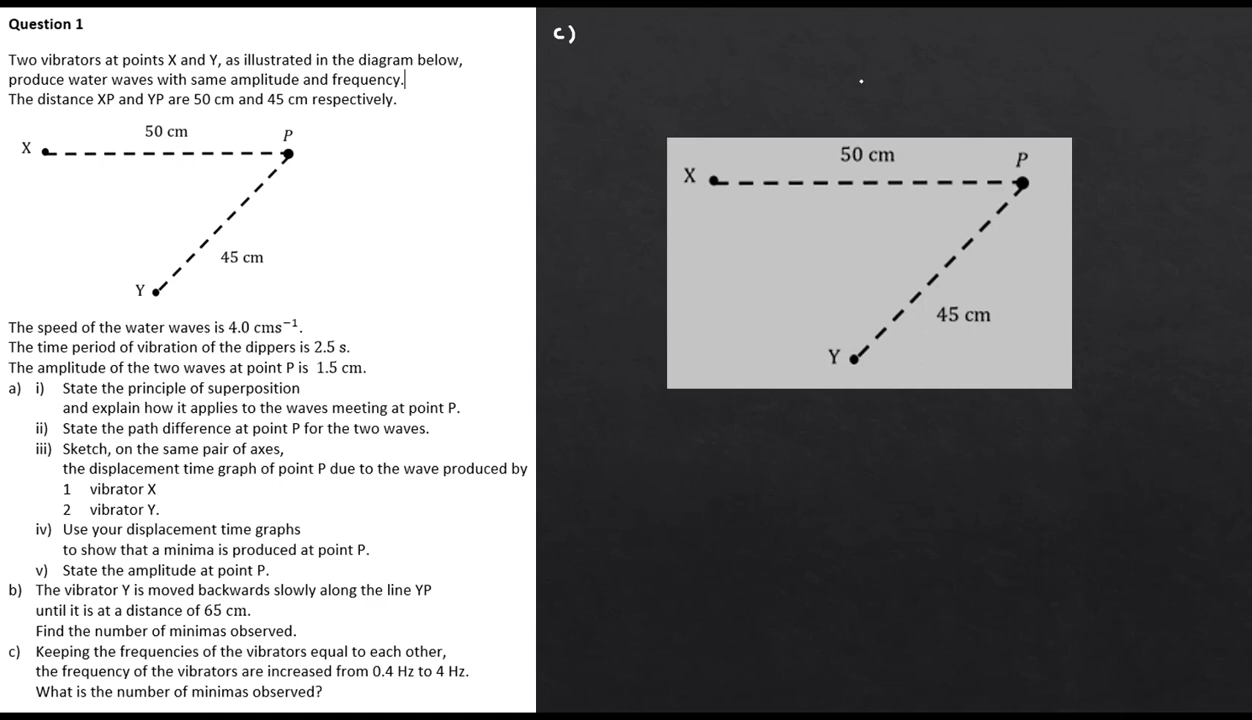 Question 1
Two vibrators at points X and Y, as illustrated in the diagram below,
produce water waves with same amplitude and frequency.
The distance XP and YP are 50 cm and 45 cm respectively.
50 cm
X
P
45 cm
Y
The speed of the water waves is 4.0 cms⁻¹.
The time period of vibration of the dippers is 2.5 s.
The amplitude of the two waves at point P is 1.5 cm.
a) i) State the principle of superposition
and explain how it applies to the waves meeting at point P.
ii) State the path difference at point P for the two waves.
iii) Sketch, on the same pair of axes,
the displacement time graph of point P due to the wave produced by
1 vibrator X
2 vibrator Y.
iv) Use your displacement time graphs
to show that a minima is produced at point P.
v) State the amplitude at point P.
b) The vibrator Y is moved backwards slowly along the line YP
until it is at a distance of 65 cm.
Find the number of minimas observed.
c) Keeping the frequencies of the vibrators equal to each other,
the frequency of the vibrators are increased from 0.4 Hz to 4 Hz.
What is the number of minimas observed?
c)
50 cm
X
P
45 cm
Y